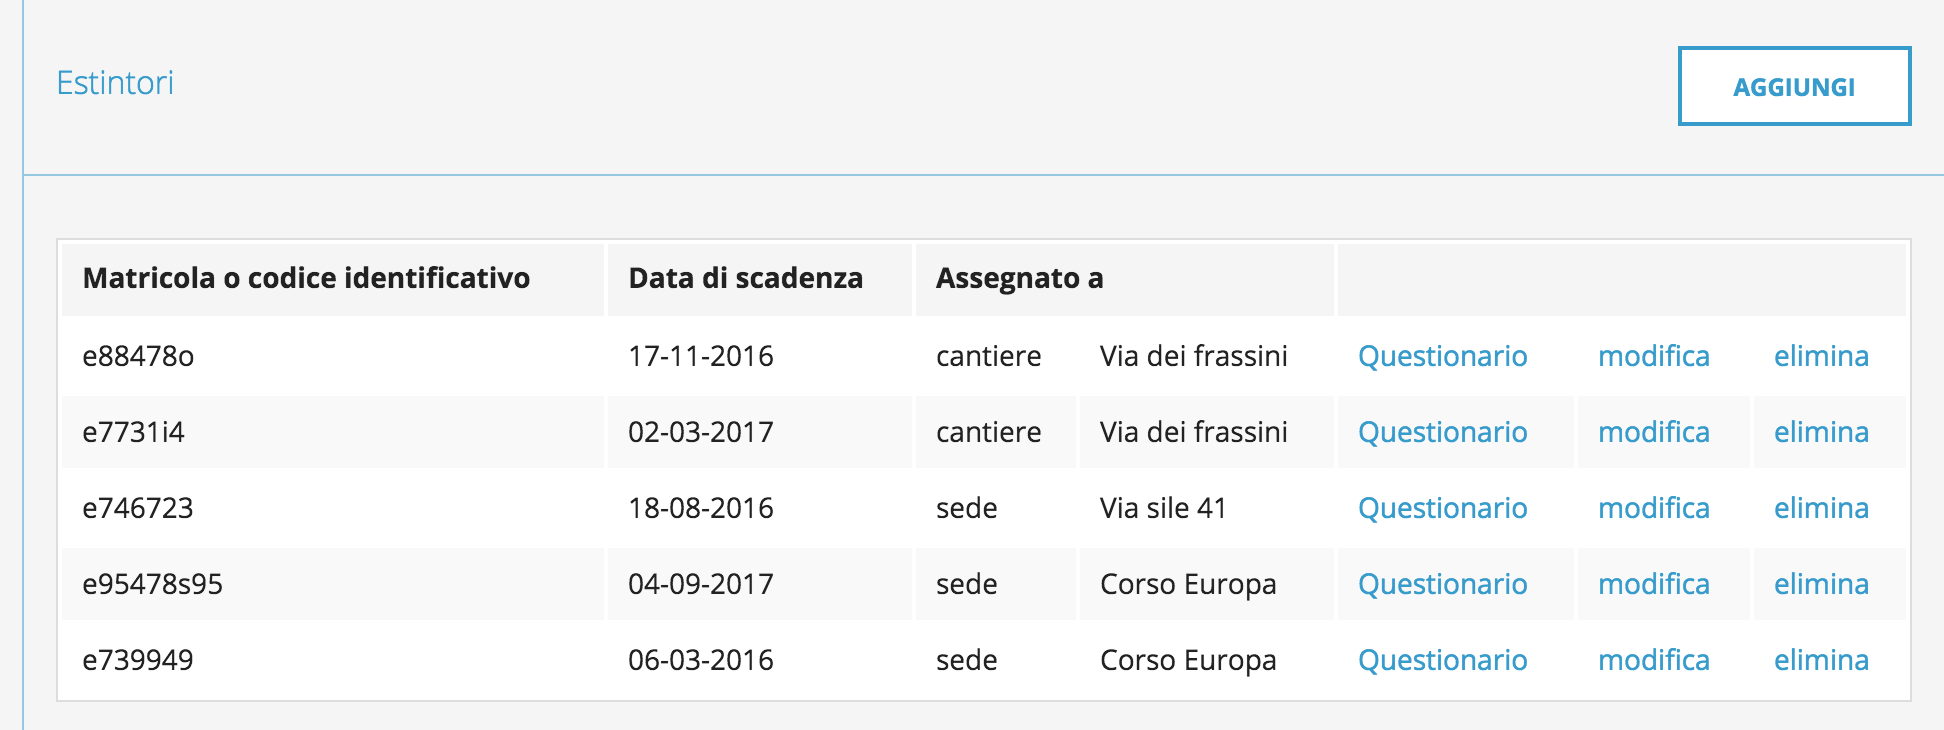 Estintori
AGGIUNGI
Matricola o codice identificativo Data di scadenza Assegnato a
e88478o 17-11-2016 cantiere Via dei frassini Questionario modifica elimina
e7731i4 02-03-2017 cantiere Via dei frassini Questionario modifica elimina
e746723 18-08-2016 sede Via sile 41 Questionario modifica elimina
e95478s95 04-09-2017 sede Corso Europa Questionario modifica elimina
e739949 06-03-2016 sede Corso Europa Questionario modifica elimina